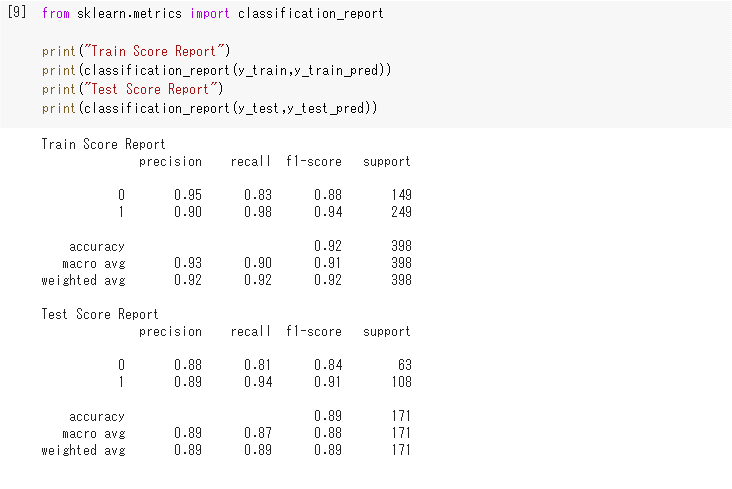 [9] from sklearn.metrics import classification_report
print("Train Score Report")
print(classification_report(y_train,y_train_pred))
print("Test Score Report")
print(classification_report(y_test,y_test_pred))
Train Score Report
precision recall f1-score support
0 0.95 0.83 0.88 149
1 0.90 0.98 0.94 249
accuracy 0.92 398
macro avg 0.93 0.90 0.91 398
weighted avg 0.92 0.92 0.92 398
Test Score Report
precision recall f1-score support
0 0.88 0.81 0.84 63
1 0.89 0.94 0.91 108
accuracy 0.89 171
macro avg 0.89 0.87 0.88 171
weighted avg 0.89 0.89 0.89 171